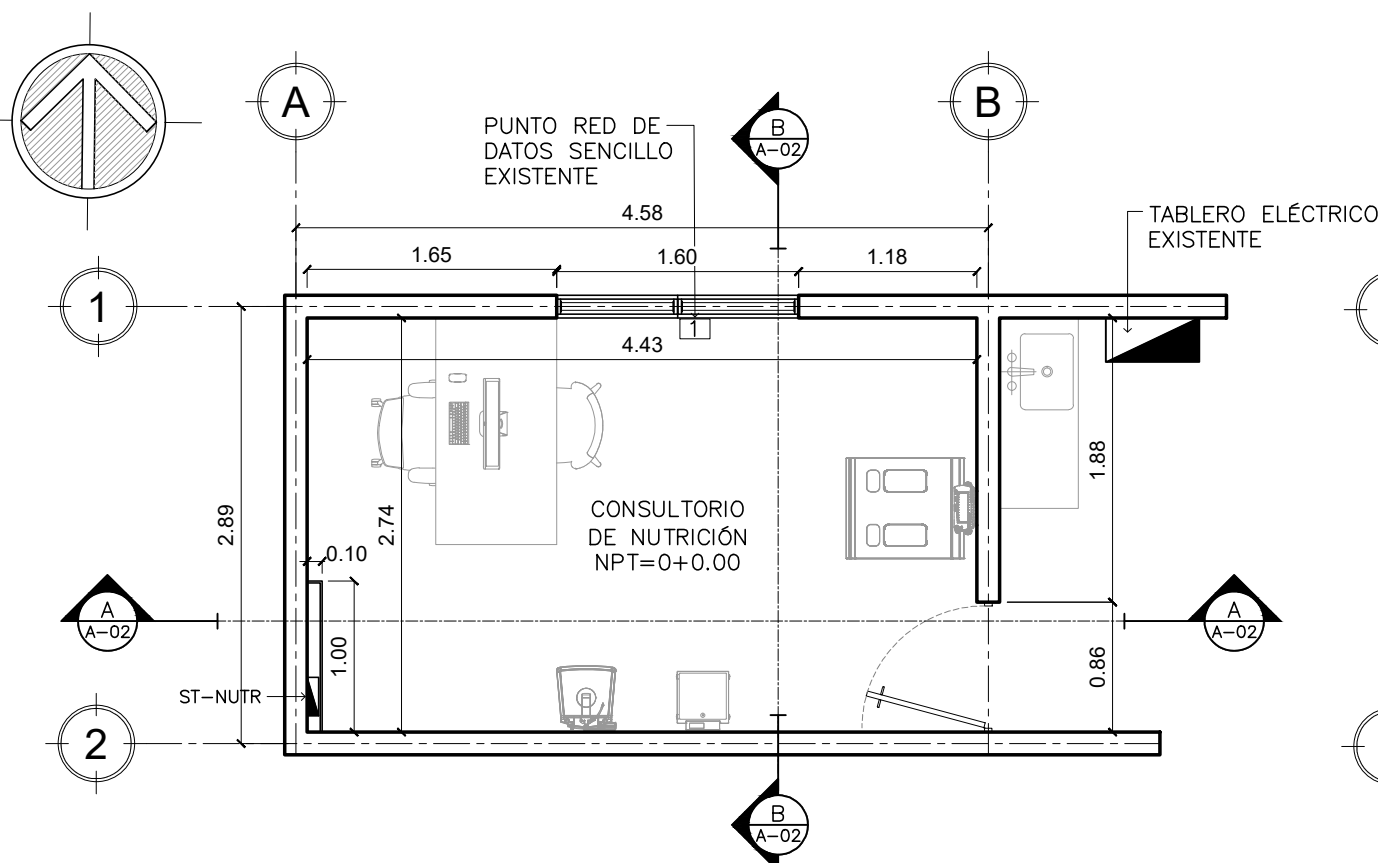 A
B
PUNTO RED DE
DATOS SENCILLO
EXISTENTE
B
A-02
4.58
TABLERO ELÉCTRICO
EXISTENTE
1.65
1.60
1.18
1
4.43
1.88
2.89
2.74
CONSULTORIO
DE NUTRICIÓN
NPT=0+0.00
0.10
A
A-02
A
A-02
1.00
0.86
ST-NUTR
2
B
A-02